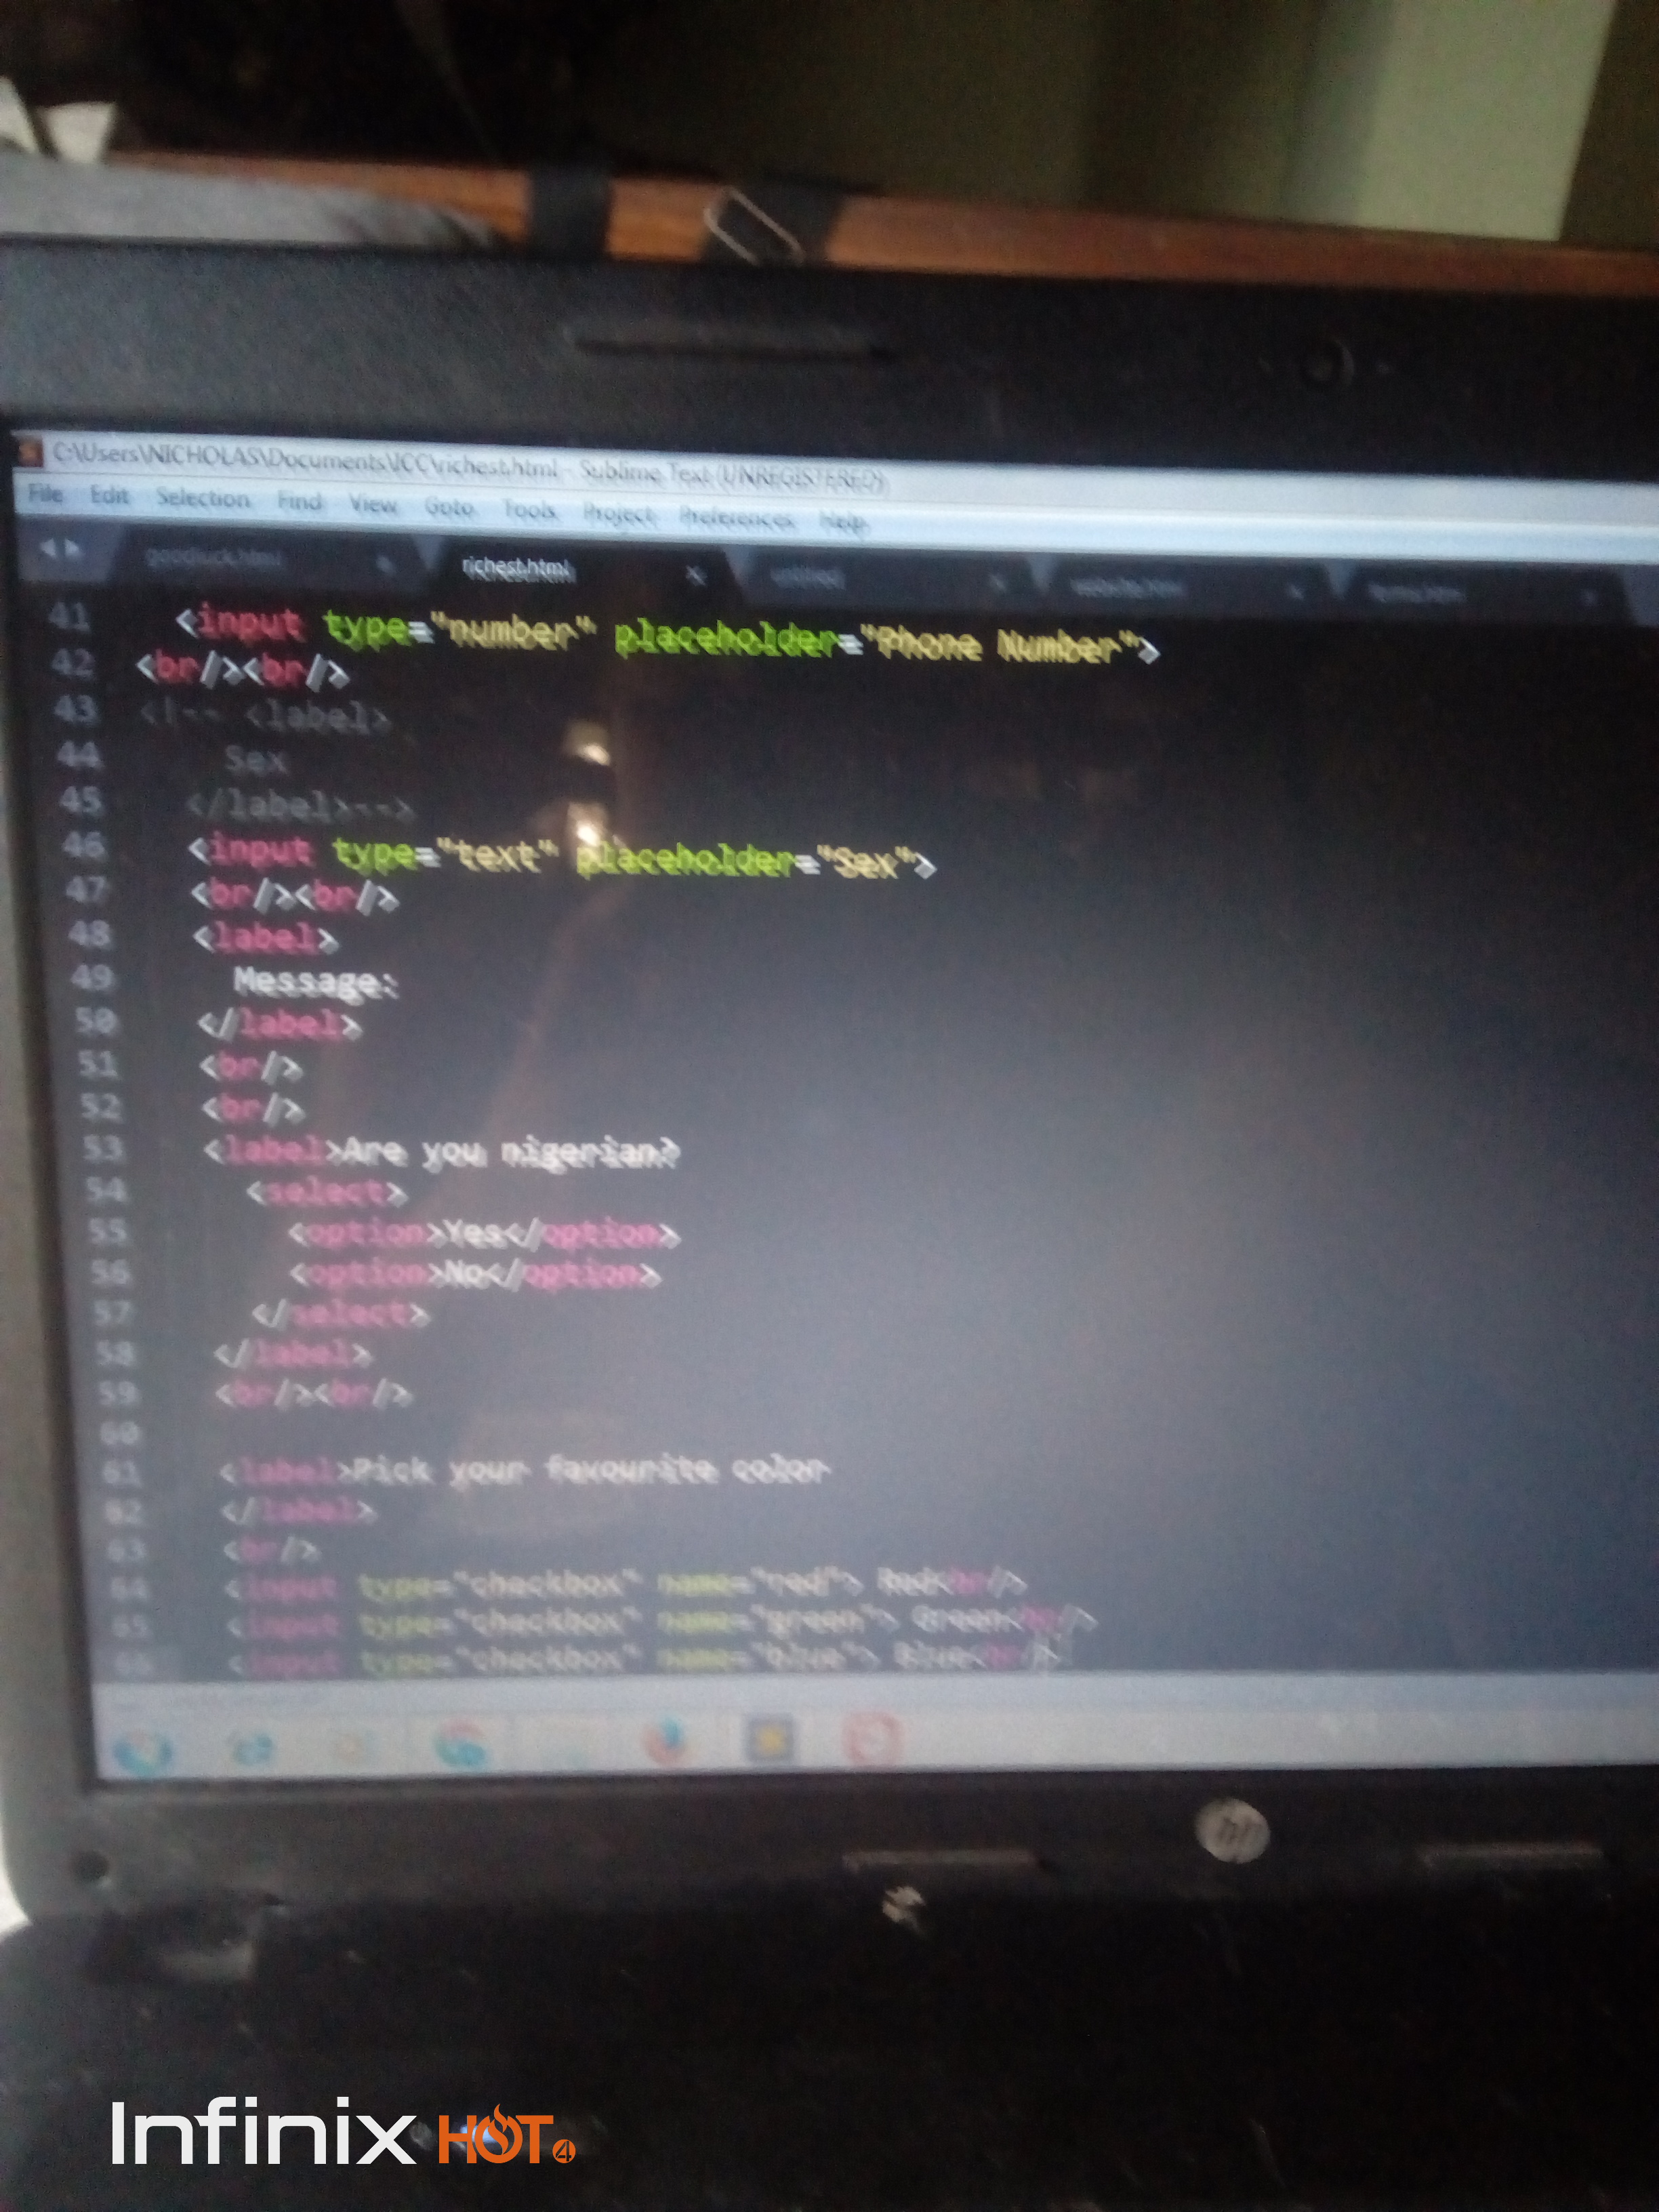 C:\Users\NICHOLAS\Documents\JCC\richest.html - Sublime Text (UNREGISTERED)
File Edit Selection Find View Goto Tools Project Preferences Help
goodluck.html richest.html untitled
41 <input type="number" placeholder="Phone Number">
42 <br/><br/>
43 <!-- <label>
44 Sex
45 </label>-->
46 <input type="text" placeholder="Sex">
47 <br/><br/>
48 <label>
49 Message:
50 </label>
51 <br/>
52 <br/>
53 <label>Are you nigerian?
54 <select>
55 <option>Yes</option>
56 <option>No</option>
57 </select>
58 </label>
59 <br/><br/>
60
61 <label>Pick your favourite color
62 </label>
63 <br/>
64 <input type="checkbox" name="red"> Red<br/>
65 <input type="checkbox" name="green"> Green<br/>
66 <input type="checkbox" name="blue"> Blue<br/>
hp
Infinix HOT 4